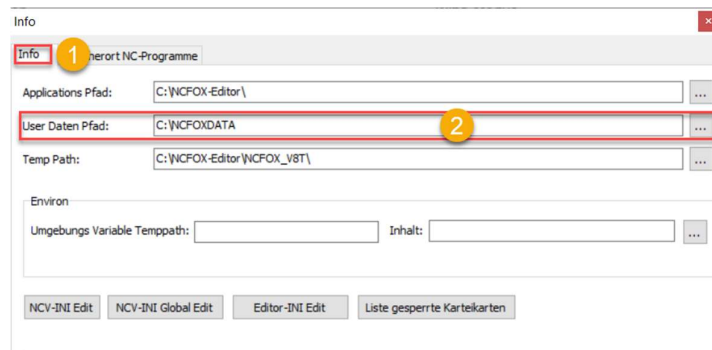 Info
Info 1 herort NC-Programme
Applications Pfad: C:\NCFOX-Editor\ ...
User Daten Pfad: C:\NCFOXDATA 2 ...
Temp Path: C:\NCFOX-Editor\NCFOX_V8T\ ...
Environ
Umgebungs Variable Temppath: Inhalt: ...
NCV-INI Edit NCV-INI Global Edit Editor-INI Edit Liste gesperrte Karteikarten